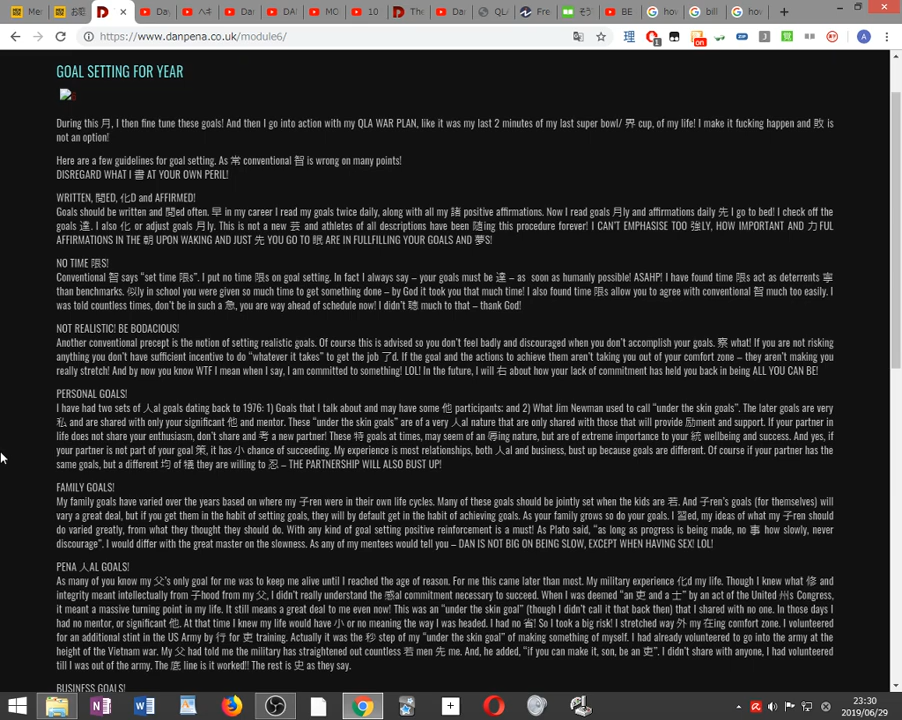 Me
お花
Da
ヘキ
Da
DA
MO
10
The
Da
QLA
Fre
そう
BE
hov
bill
hov
https://www.danpena.co.uk/module6/
GOAL SETTING FOR YEAR
During this 月, I then fine tune these goals! And then I go into action with my QLA WAR PLAN, like it was my last 2 minutes of my last super bowl/ 界 cup, of my life! I make it fucking happen and 敗 is
not an option!
Here are a few guidelines for goal setting. As 常 conventional 智 is wrong on many points!
DISREGARD WHAT I 書 AT YOUR OWN PERIL!
WRITTEN, 閲ED, 化D and AFFIRMED!
Goals should be written and 閲ed often. 早 in my career I read my goals twice daily, along with all my 諸 positive affirmations. Now I read goals 月ly and affirmations daily 先 I go to bed! I check off the
goals 達. I also 化 or adjust goals 月ly. This is not a new 芸 and athletes of all descriptions have been 随ing this procedure forever! I CAN'T EMPHASISE TOO 強LY, HOW IMPORTANT AND 力FUL
AFFIRMATIONS IN THE 朝 UPON WAKING AND JUST 先 YOU GO TO 眠 ARE IN FULLFILLING YOUR GOALS AND 夢S!
NO TIME 限S!
Conventional 智 says "set time 限s". I put no time 限s on goal setting. In fact I always say – your goals must be 達 – as soon as humanly possible! ASAHP! I have found time 限s act as deterrents 寧
than benchmarks. 似ly in school you were given so much time to get something done – by God it took you that much time! I also found time 限s allow you to agree with conventional 智 much too easily. I
was told countless times, don't be in such a 急, you are way ahead of schedule now! I didn't 聴 much to that – thank God!
NOT REALISTIC! BE BODACIOUS!
Another conventional precept is the notion of setting realistic goals. Of course this is advised so you don't feel badly and discouraged when you don't accomplish your goals. 察 what! If you are not risking
anything you don't have sufficient incentive to do "whatever it takes" to get the job 了d. If the goal and the actions to achieve them aren't taking you out of your comfort zone – they aren't making you
really stretch! And by now you know WTF I mean when I say, I am committed to something! LOL! In the future, I will 右 about how your lack of commitment has held you back in being ALL YOU CAN BE!
PERSONAL GOALS!
I have had two sets of 人al goals dating back to 1976: 1) Goals that I talk about and may have some 他 participants: and 2) What Jim Newman used to call "under the skin goals". The later goals are very
私 and are shared with only your significant 他 and mentor. These "under the skin goals" are of a very 人al nature that are only shared with those that will provide 励ment and support. If your partner in
life does not share your enthusiasm, don't share and 考 a new partner! These 特 goals at times, may seem of an 辱ing nature, but are of extreme importance to your 統 wellbeing and success. And yes, if
your partner is not part of your goal 策, it has 小 chance of succeeding. My experience is most relationships, both 人al and business, bust up because goals are different. Of course if your partner has the
same goals, but a different 均 of 犠 they are willing to 忍 – THE PARTNERSHIP WILL ALSO BUST UP!
FAMILY GOALS!
My family goals have varied over the years based on where my 子ren were in their own life cycles. Many of these goals should be jointly set when the kids are 若. And 子ren's goals (for themselves) will
vary a great deal, but if you get them in the habit of setting goals, they will by default get in the habit of achieving goals. As your family grows so do your goals. I 習ed, my ideas of what my 子ren should
do varied greatly, from what they thought they should do. With any kind of goal setting positive reinforcement is a must! As Plato said, "as long as progress is being made, no 事 how slowly, never
discourage". I would differ with the great master on the slowness. As any of my mentees would tell you – DAN IS NOT BIG ON BEING SLOW, EXCEPT WHEN HAVING SEX! LOL!
PENA 人AL GOALS!
As many of you know my 父's only goal for me was to keep me alive until I reached the age of reason. For me this came later than most. My military experience 化d my life. Though I knew what 修 and
integrity meant intellectually from 子hood from my 父, I didn't really understand the 感al commitment necessary to succeed. When I was deemed "an 吏 and a 士" by an act of the United 州s Congress,
it meant a massive turning point in my life. It still means a great deal to me even now! This was an "under the skin goal" (though I didn't call it that back then) that I shared with no one. In those days I
had no mentor, or significant 他. At that time I knew my life would have 小 or no meaning the way I was headed. I had no 省! So I took a big risk! I stretched way 外 my 在ing comfort zone. I volunteered
for an additional stint in the US Army by 行 for 吏 training. Actually it was the 秒 step of my "under the skin goal" of making something of myself. I had already volunteered to go into the army at the
height of the Vietnam war. My 父 had told me the military has straightened out countless 若 men 先 me. And, he added, "if you can make it, son, be an 吏". I didn't share with anyone, I had volunteered
till I was out of the army. The 底 line is it worked!! The rest is 史 as they say.
BUSINESS GOALS!
23:30
2019/06/29